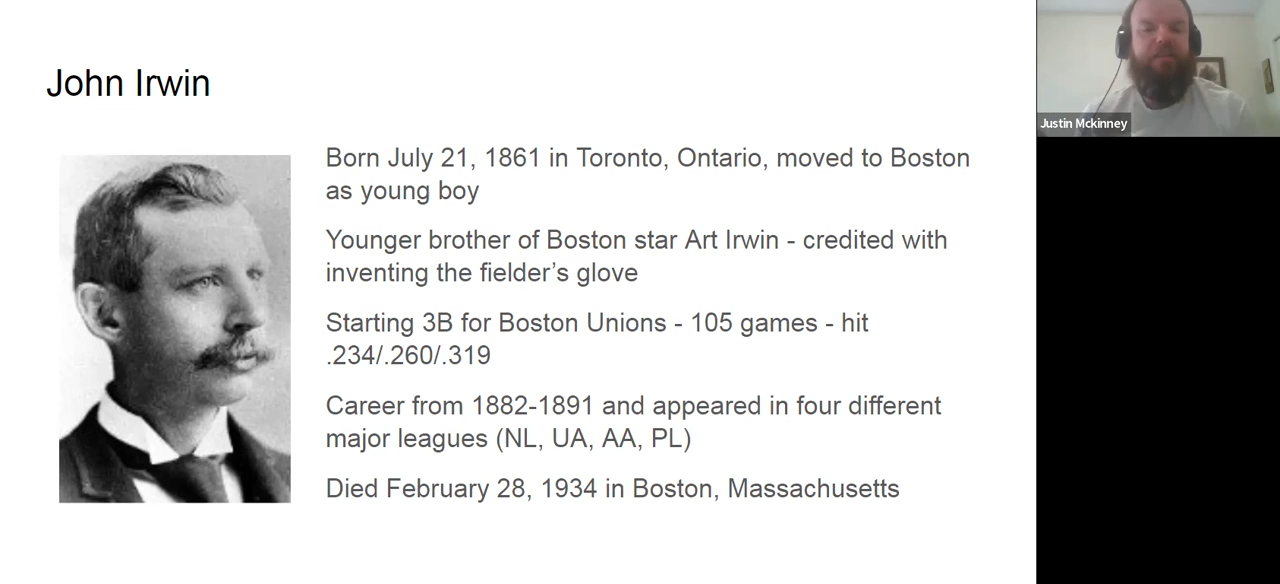 John Irwin
Born July 21, 1861 in Toronto, Ontario, moved to Boston
as young boy
Younger brother of Boston star Art Irwin - credited with
inventing the fielder’s glove
Starting 3B for Boston Unions - 105 games - hit
.234/.260/.319
Career from 1882-1891 and appeared in four different
major leagues (NL, UA, AA, PL)
Died February 28, 1934 in Boston, Massachusetts
Justin Mckinney